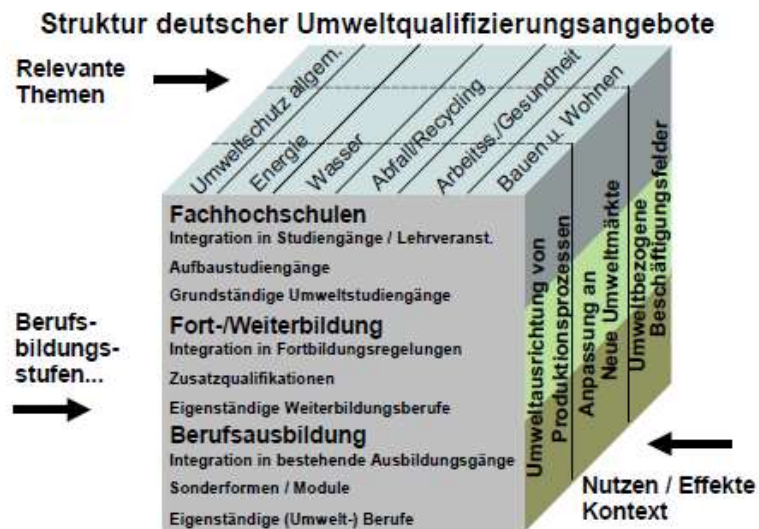 Struktur deutscher Umweltqualifizierungsangebote
Relevante
Themen
Umweltschutz allgem.
Energie
Wasser
Abfall/Recycling
Arbeitss./Gesundheit
Bauen u. Wohnen
Fachhochschulen
Integration in Studiengänge / Lehrveranst.
Aufbaustudiengänge
Grundständige Umweltstudiengänge
Fort-/Weiterbildung
Integration in Fortbildungsregelungen
Zusatzqualifikationen
Eigenständige Weiterbildungsberufe
Berufsausbildung
Integration in bestehende Ausbildungsgänge
Sonderformen / Module
Eigenständige (Umwelt-) Berufe
Berufs-
bildungs-
stufen...
Umweltausrichtung von
Produktionsprozessen
Anpassung an
Neue Umweltmärkte
Umweltbezogene
Beschäftigungsfelder
Nutzen / Effekte
Kontext